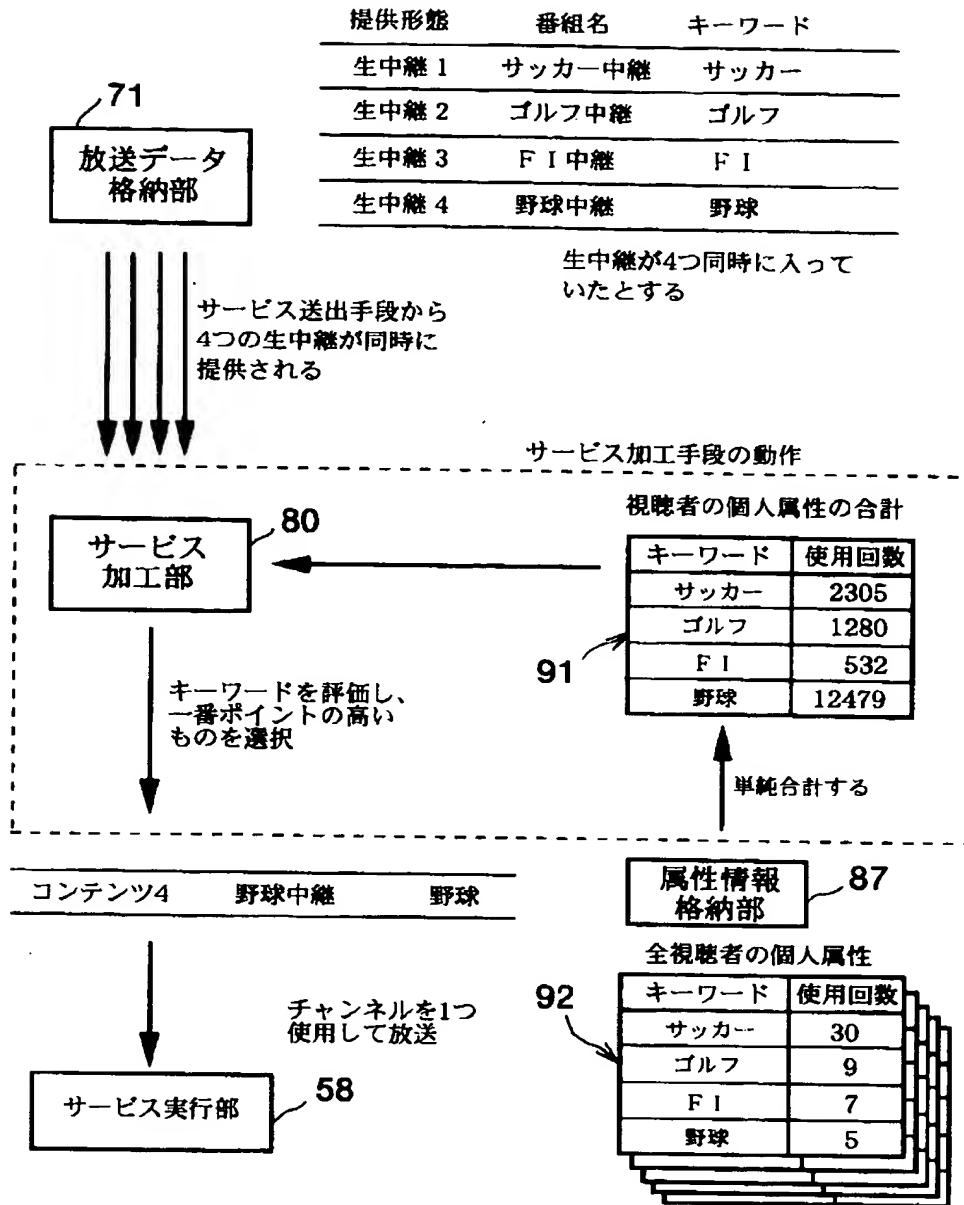 提供形態 番組名 キーワード
生中継 1 サッカー中継 サッカー
生中継 2 ゴルフ中継 ゴルフ
生中継 3 F I 中継 F I
生中継 4 野球中継 野球
71
放送データ
格納部
生中継が4つ同時に入って
いたとする
サービス送出手段から
4つの生中継が同時に
提供される
サービス加工手段の動作
80
サービス
加工部
視聴者の個人属性の合計
キーワード 使用回数
サッカー 2305
ゴルフ 1280
F I 532
野球 12479
91
キーワードを評価し、
一番ポイントの高い
ものを選択
単純合計する
コンテンツ4 野球中継 野球
属性情報
格納部
87
全視聴者の個人属性
92
キーワード 使用回数
サッカー 30
ゴルフ 9
F I 7
野球 5
チャンネルを1つ
使用して放送
サービス実行部
58